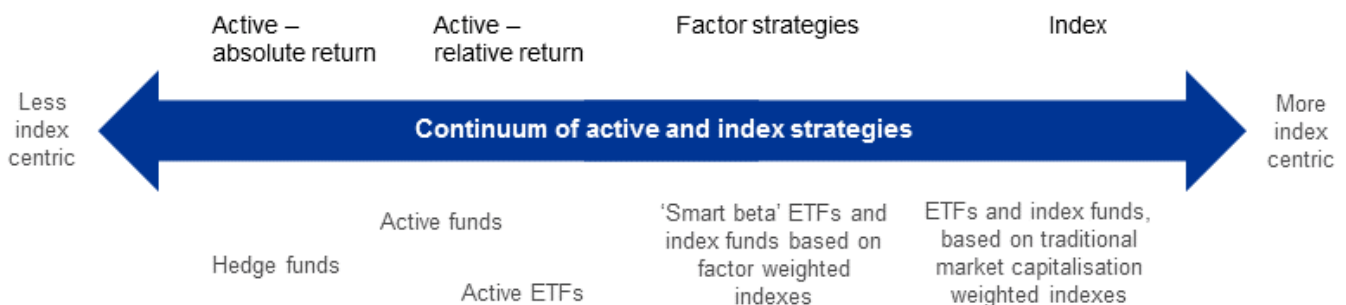 Active –
absolute return
Active –
relative return
Factor strategies
Index
Less
index
centric
Continuum of active and index strategies
More
index
centric
Active funds
Hedge funds
Active ETFs
‘Smart beta’ ETFs and
index funds based on
factor weighted
indexes
ETFs and index funds,
based on traditional
market capitalisation
weighted indexes